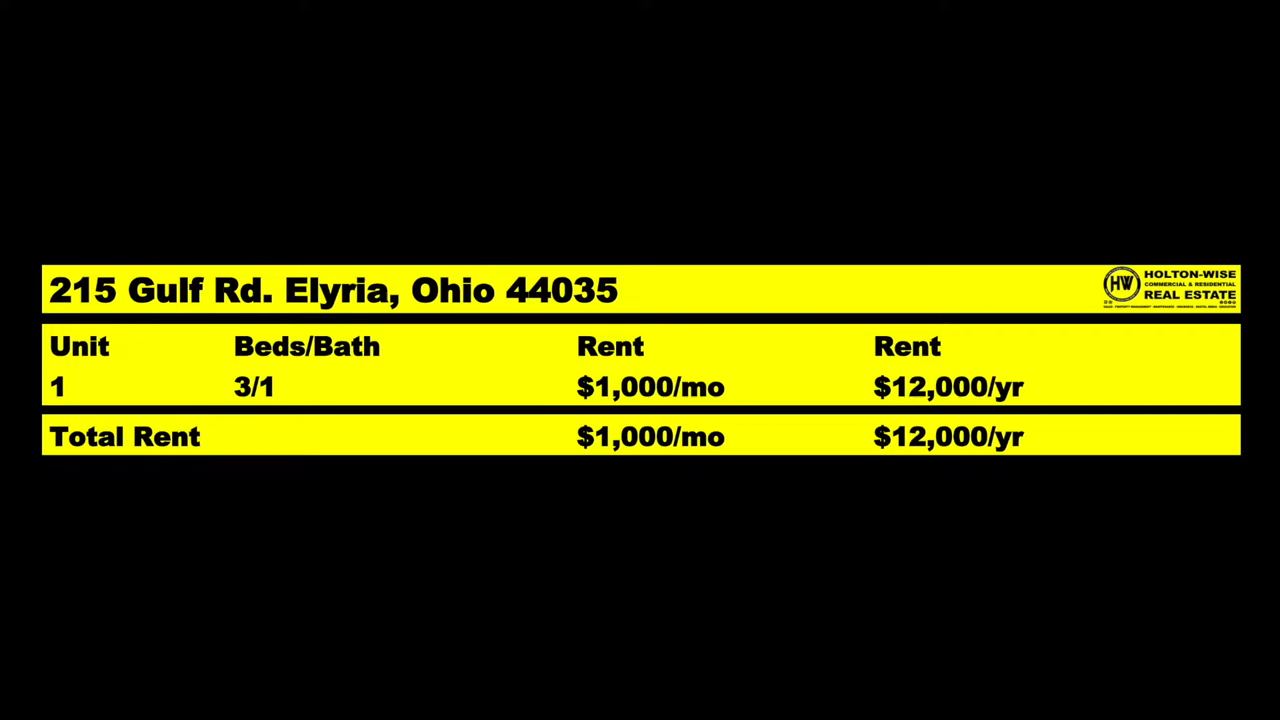 215 Gulf Rd. Elyria, Ohio 44035
HOLTON-WISE
COMMERCIAL & RESIDENTIAL
REAL ESTATE
HW
Unit Beds/Bath Rent Rent
1 3/1 $1,000/mo $12,000/yr
Total Rent $1,000/mo $12,000/yr